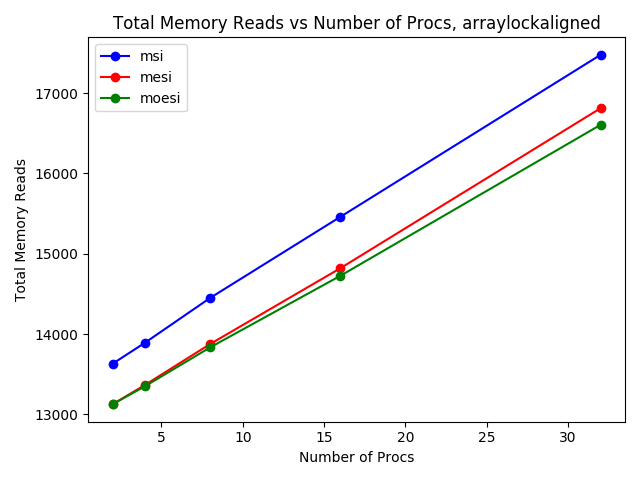 Total Memory Reads vs Number of Procs, arraylockaligned
msi
mesi
moesi
Total Memory Reads
17000
16000
15000
14000
13000
5
10
15
20
25
30
Number of Procs